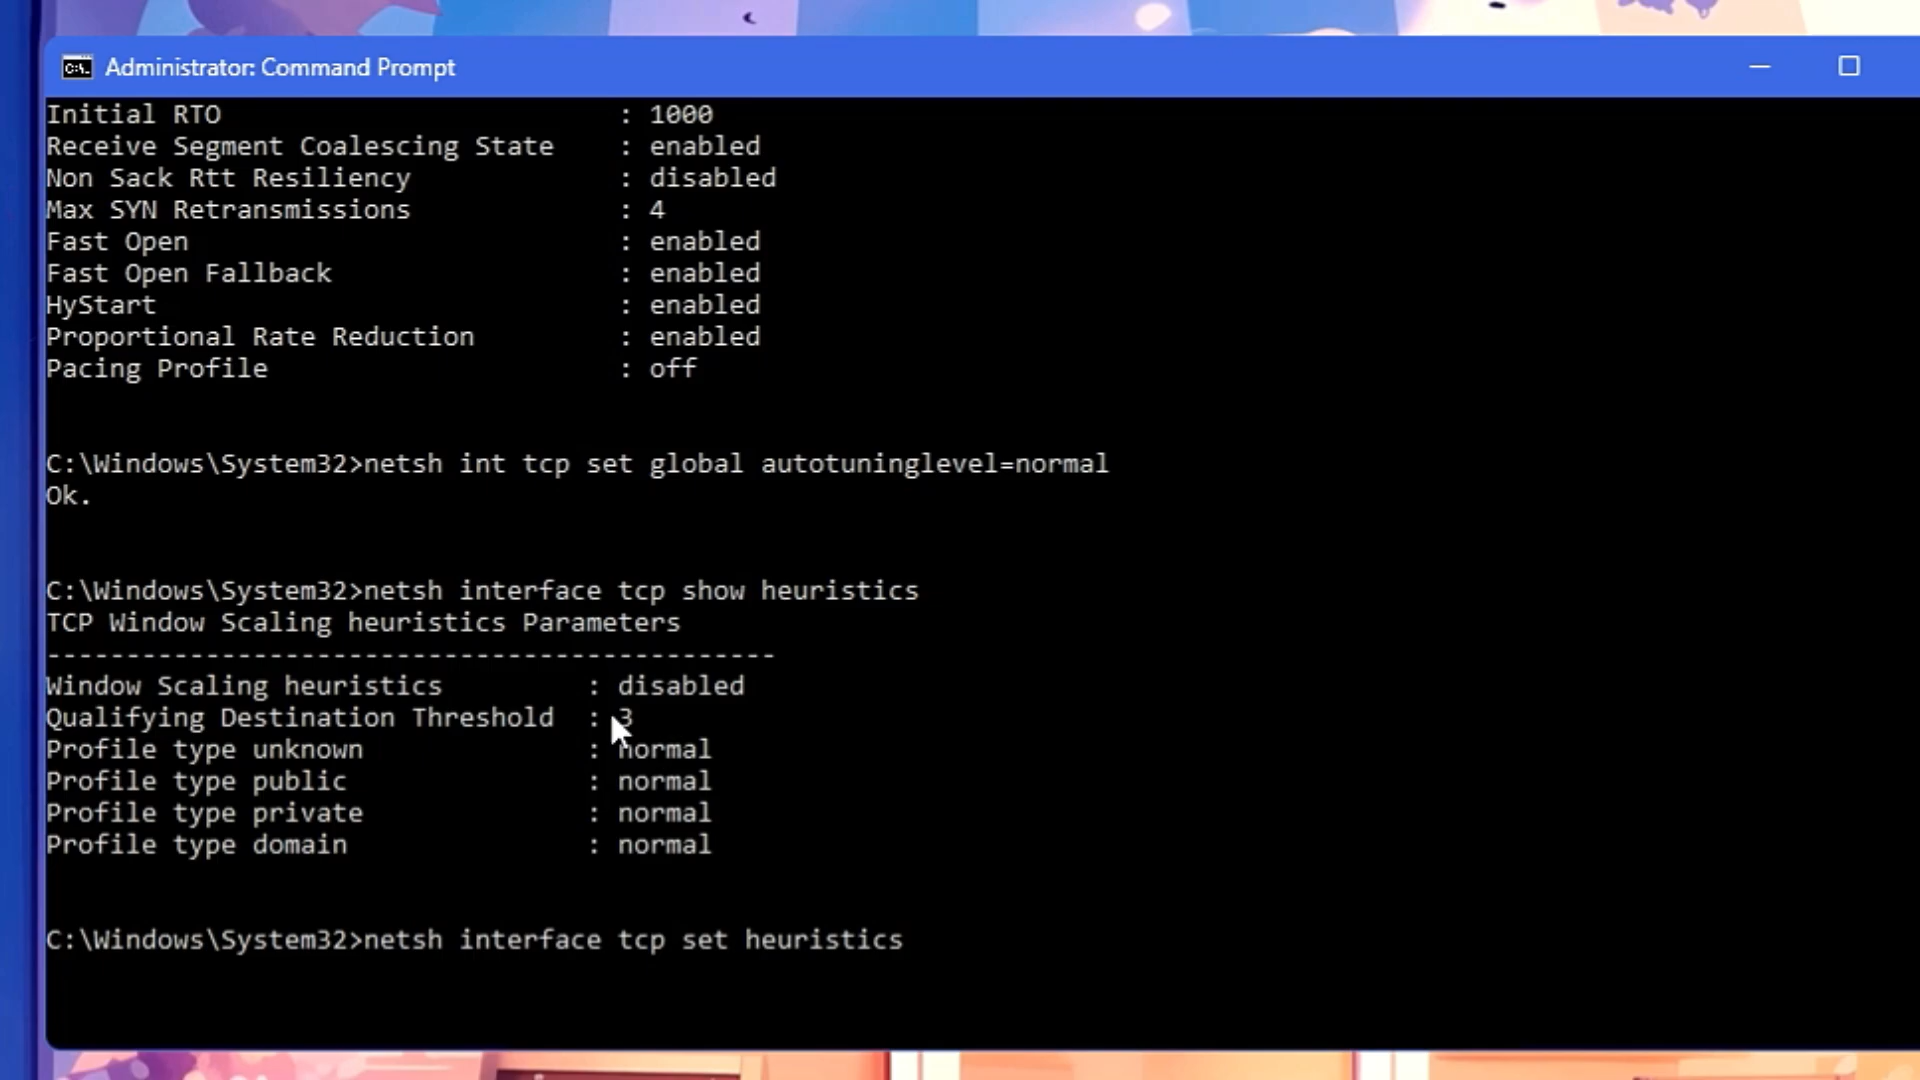 Administrator: Command Prompt
Initial RTO : 1000
Receive Segment Coalescing State : enabled
Non Sack Rtt Resiliency : disabled
Max SYN Retransmissions : 4
Fast Open : enabled
Fast Open Fallback : enabled
HyStart : enabled
Proportional Rate Reduction : enabled
Pacing Profile : off
C:\Windows\System32>netsh int tcp set global autotuninglevel=normal
Ok.
C:\Windows\System32>netsh interface tcp show heuristics
TCP Window Scaling heuristics Parameters
----------------------------------------------
Window Scaling heuristics : disabled
Qualifying Destination Threshold : 3
Profile type unknown : normal
Profile type public : normal
Profile type private : normal
Profile type domain : normal
C:\Windows\System32>netsh interface tcp set heuristics